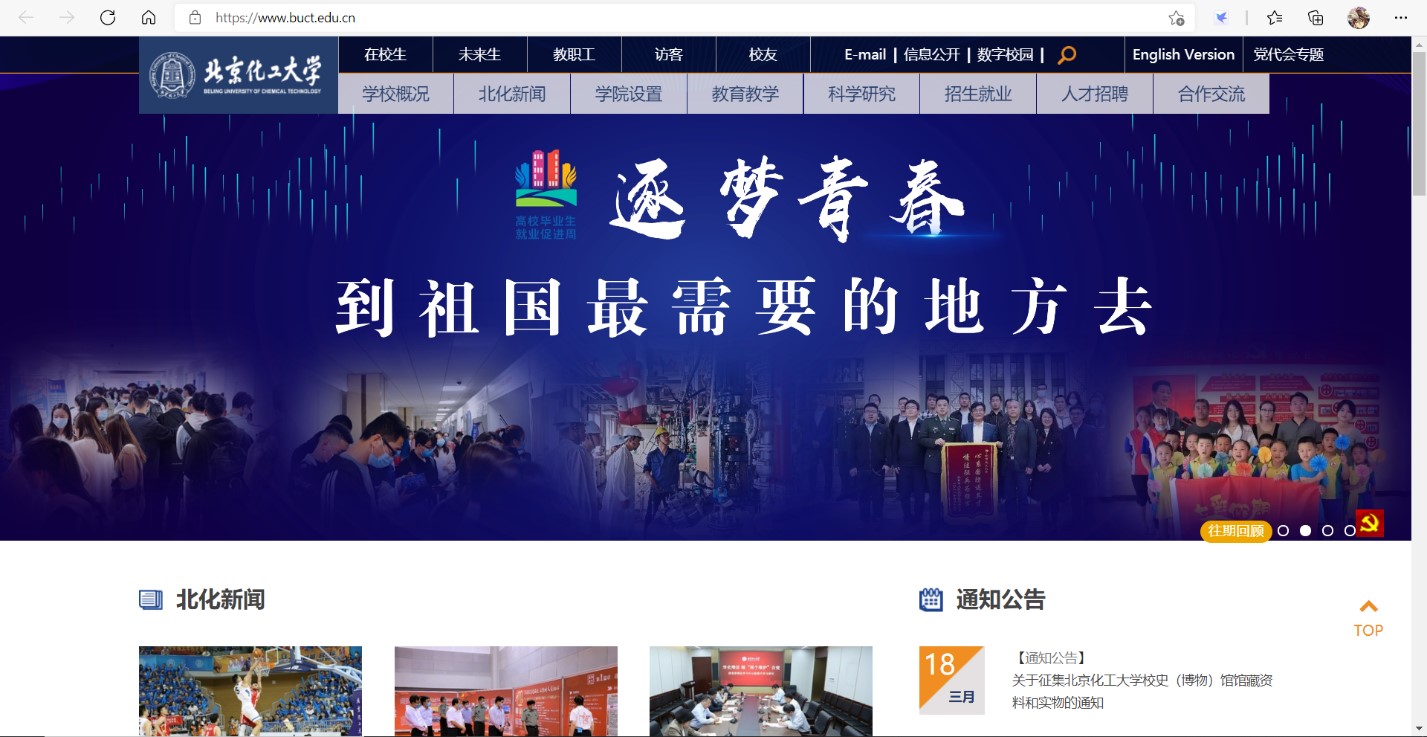 https://www.buct.edu.cn
北京化工大学
BEIJING UNIVERSITY OF CHEMICAL TECHNOLOGY
在校生 未来生 教职工 访客 校友 E-mail | 信息公开 | 数字校园 | English Version 党代会专题
学校概况 北化新闻 学院设置 教育教学 科学研究 招生就业 人才招聘 合作交流
高校毕业生
就业促进周
逐梦青春
到祖国最需要的地方去
往期回顾
北化新闻
通知公告
TOP
18
三月
【通知公告】
关于征集北京化工大学校史（博物）馆馆藏资
料和实物的通知